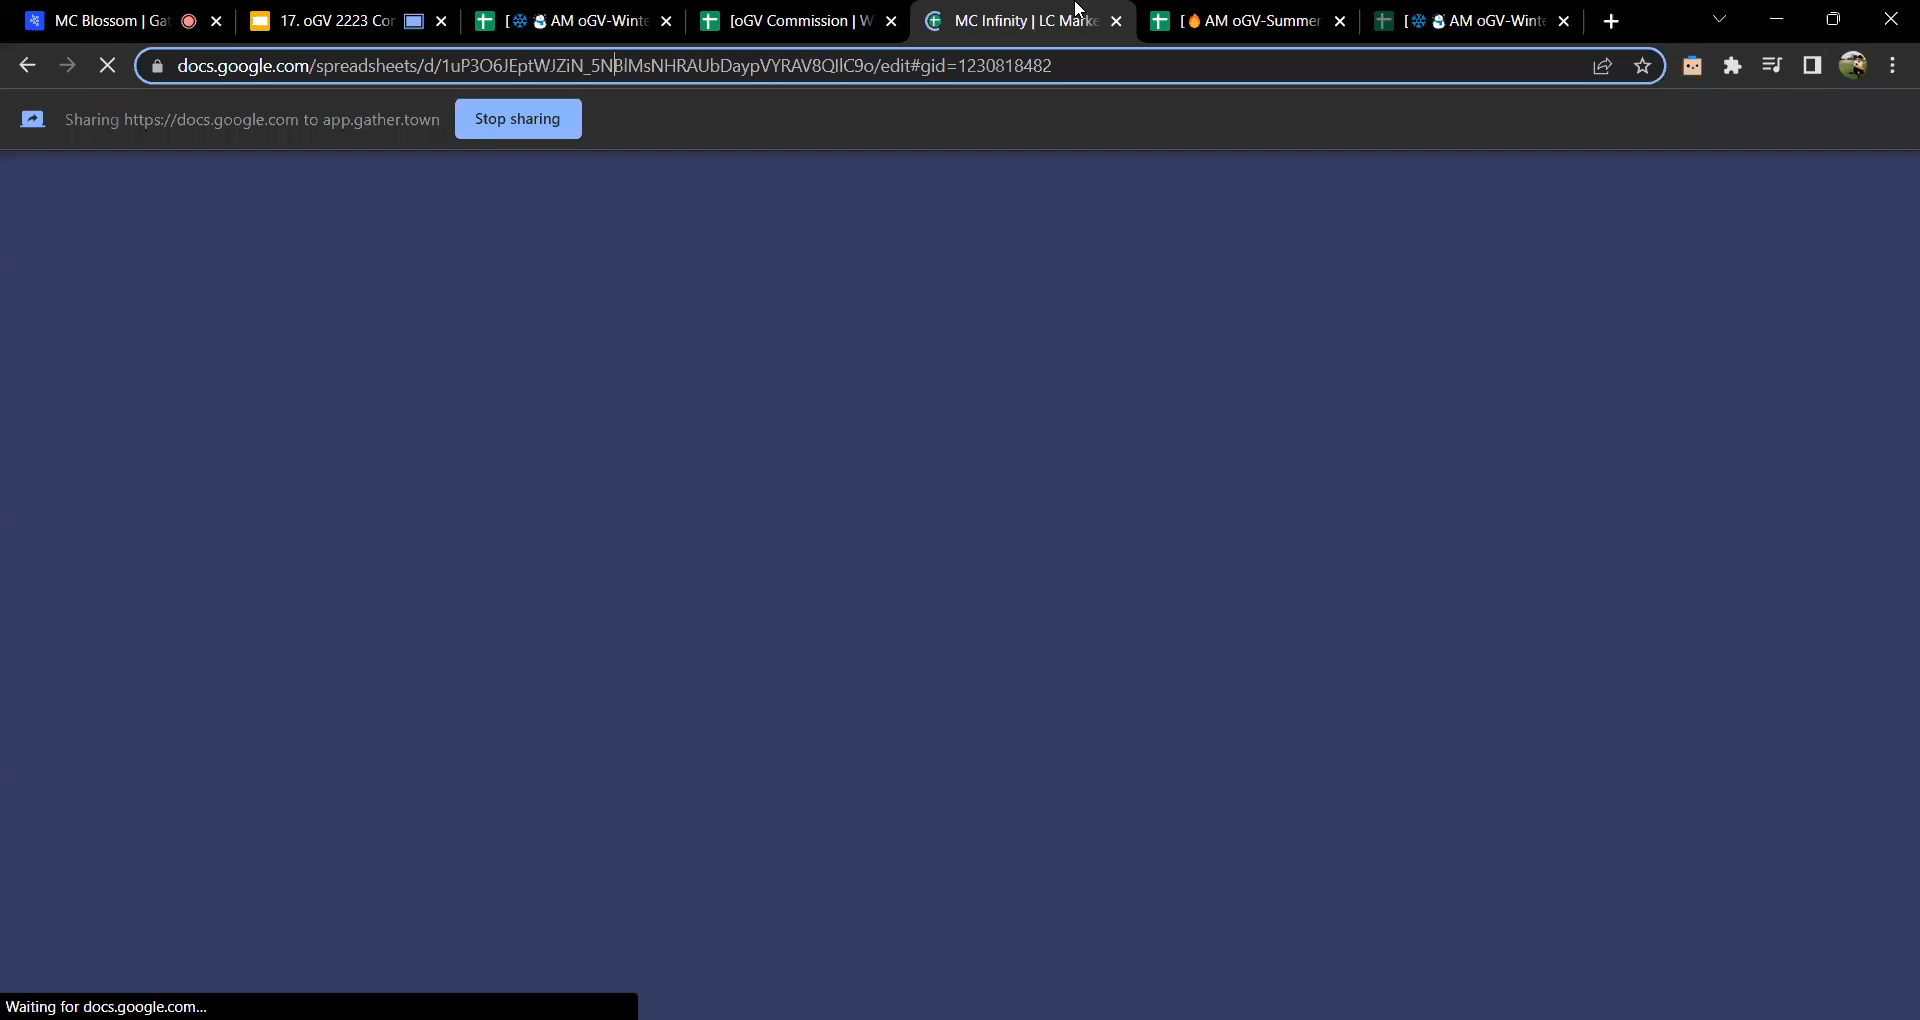 MC Blossom | Gat
17. oGV 2223 Cor
[❄️ ⛄ AM oGV-Winte
[oGV Commission | W
MC Infinity | LC Marke
[🔥 AM oGV-Summer
[❄️ ⛄ AM oGV-Winte
docs.google.com/spreadsheets/d/1uP3O6JEptWJZiN_5NBlMsNHRAUbDaypVYRAV8QIlC9o/edit#gid=1230818482
Sharing https://docs.google.com to app.gather.town
Stop sharing
Waiting for docs.google.com...